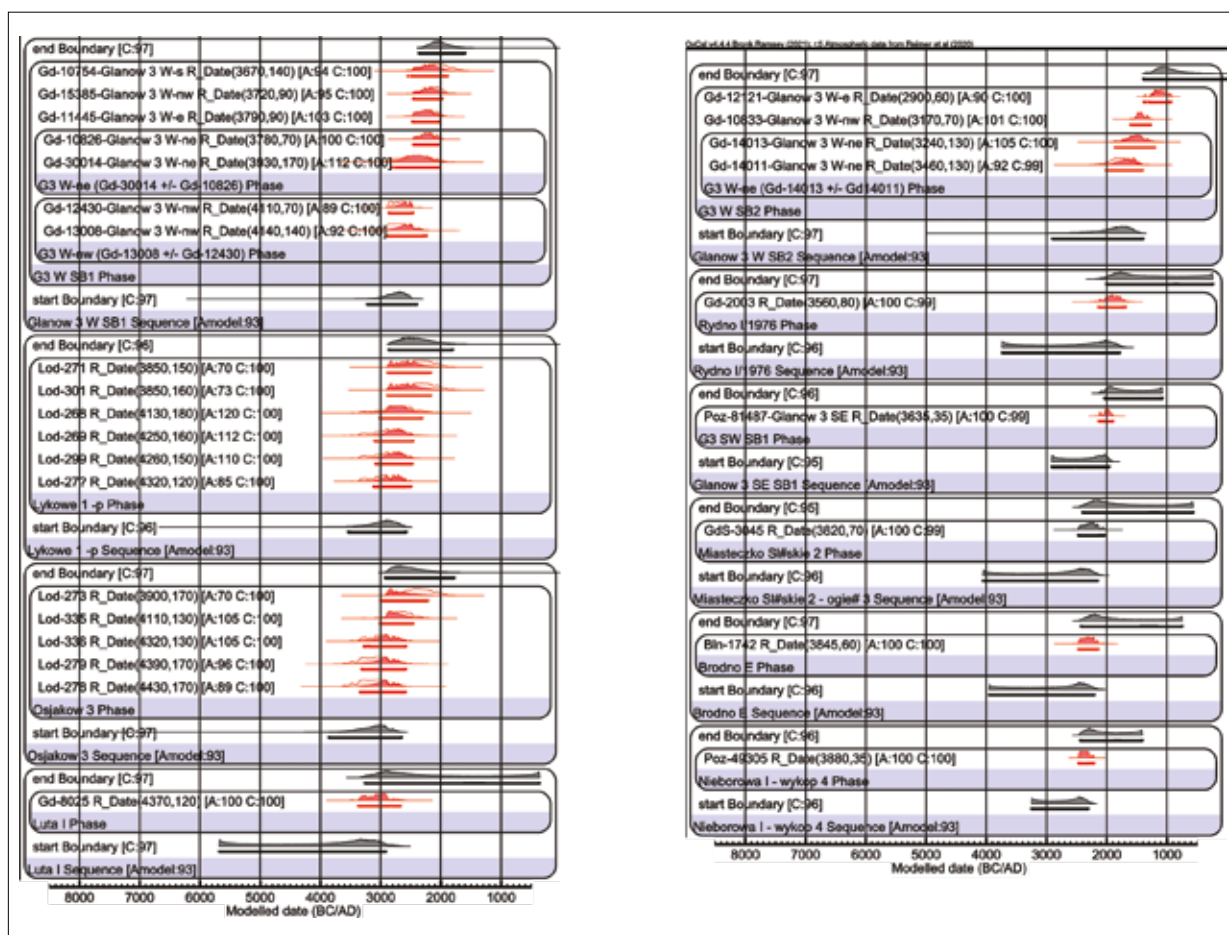 end Boundary [C:97]
Gd-10754-Glanow 3 W-s R_Date(3670,140) [A:94 C:100]
Gd-15385-Glanow 3 W-nw R_Date(3720,90) [A:95 C:100]
Gd-11445-Glanow 3 W-e R_Date(3790,90) [A:103 C:100]
Gd-10826-Glanow 3 W-ne R_Date(3780,70) [A:100 C:100]
Gd-30014-Glanow 3 W-ne R_Date(3930,170) [A:112 C:100]
G3 W-ne (Gd-30014 +/- Gd-10826) Phase
Gd-12430-Glanow 3 W-nw R_Date(4110,70) [A:89 C:100]
Gd-13008-Glanow 3 W-nw R_Date(4140,140) [A:92 C:100]
G3 W-nw (Gd-13008 +/- Gd-12430) Phase
G3 W SB1 Phase
start Boundary [C:97]
Glanow 3 W SB1 Sequence [Amodel:93]
end Boundary [C:96]
Lod-271 R_Date(3850,150) [A:70 C:100]
Lod-301 R_Date(3850,160) [A:73 C:100]
Lod-268 R_Date(4130,180) [A:120 C:100]
Lod-269 R_Date(4250,160) [A:112 C:100]
Lod-299 R_Date(4260,150) [A:110 C:100]
Lod-277 R_Date(4320,120) [A:85 C:100]
Lykowe 1 -p Phase
start Boundary [C:96]
Lykowe 1 -p Sequence [Amodel:93]
end Boundary [C:97]
Lod-273 R_Date(3900,170) [A:70 C:100]
Lod-335 R_Date(4110,130) [A:105 C:100]
Lod-336 R_Date(4320,130) [A:105 C:100]
Lod-279 R_Date(4390,170) [A:96 C:100]
Lod-278 R_Date(4430,170) [A:89 C:100]
Osjakow 3 Phase
start Boundary [C:97]
Osjakow 3 Sequence [Amodel:93]
end Boundary [C:97]
Gd-8025 R_Date(4370,120) [A:100 C:100]
Luta I Phase
start Boundary [C:97]
Luta I Sequence [Amodel:93]
8000 7000 6000 5000 4000 3000 2000 1000
Modelled date (BC/AD)
OxCal v4.4.4 Bronk Ramsey (2021); r:5 Atmospheric data from Reimer et al (2020)
end Boundary [C:97]
Gd-12121-Glanow 3 W-e R_Date(2900,60) [A:90 C:100]
Gd-10833-Glanow 3 W-nw R_Date(3170,70) [A:101 C:100]
Gd-14013-Glanow 3 W-ne R_Date(3240,130) [A:105 C:100]
Gd-14011-Glanow 3 W-ne R_Date(3460,130) [A:92 C:99]
G3 W-ne (Gd-14013 +/- Gd14011) Phase
G3 W SB2 Phase
start Boundary [C:97]
Glanow 3 W SB2 Sequence [Amodel:93]
end Boundary [C:97]
Gd-2003 R_Date(3560,80) [A:100 C:99]
Rydno I/1976 Phase
start Boundary [C:96]
Rydno I/1976 Sequence [Amodel:93]
end Boundary [C:96]
Poz-81487-Glanow 3 SE R_Date(3635,35) [A:100 C:99]
G3 SW SB1 Phase
start Boundary [C:95]
Glanow 3 SE SB1 Sequence [Amodel:93]
end Boundary [C:95]
GdS-3045 R_Date(3820,70) [A:100 C:99]
Miasteczko Sl#skie 2 Phase
start Boundary [C:96]
Miasteczko Sl#skie 2 - ogie# 3 Sequence [Amodel:93]
end Boundary [C:97]
Bln-1742 R_Date(3845,60) [A:100 C:100]
Brodno E Phase
start Boundary [C:96]
Brodno E Sequence [Amodel:93]
end Boundary [C:96]
Poz-49305 R_Date(3880,35) [A:100 C:100]
Nieborowa I - wykop 4 Phase
start Boundary [C:96]
Nieborowa I - wykop 4 Sequence [Amodel:93]
8000 7000 6000 5000 4000 3000 2000 1000
Modelled date (BC/AD)